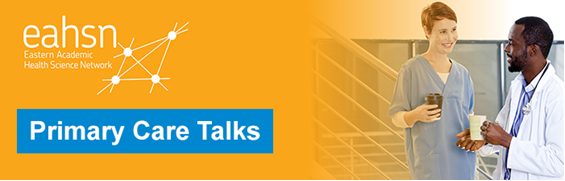 eahsn
Eastern Academic
Health Science Network
Primary Care Talks